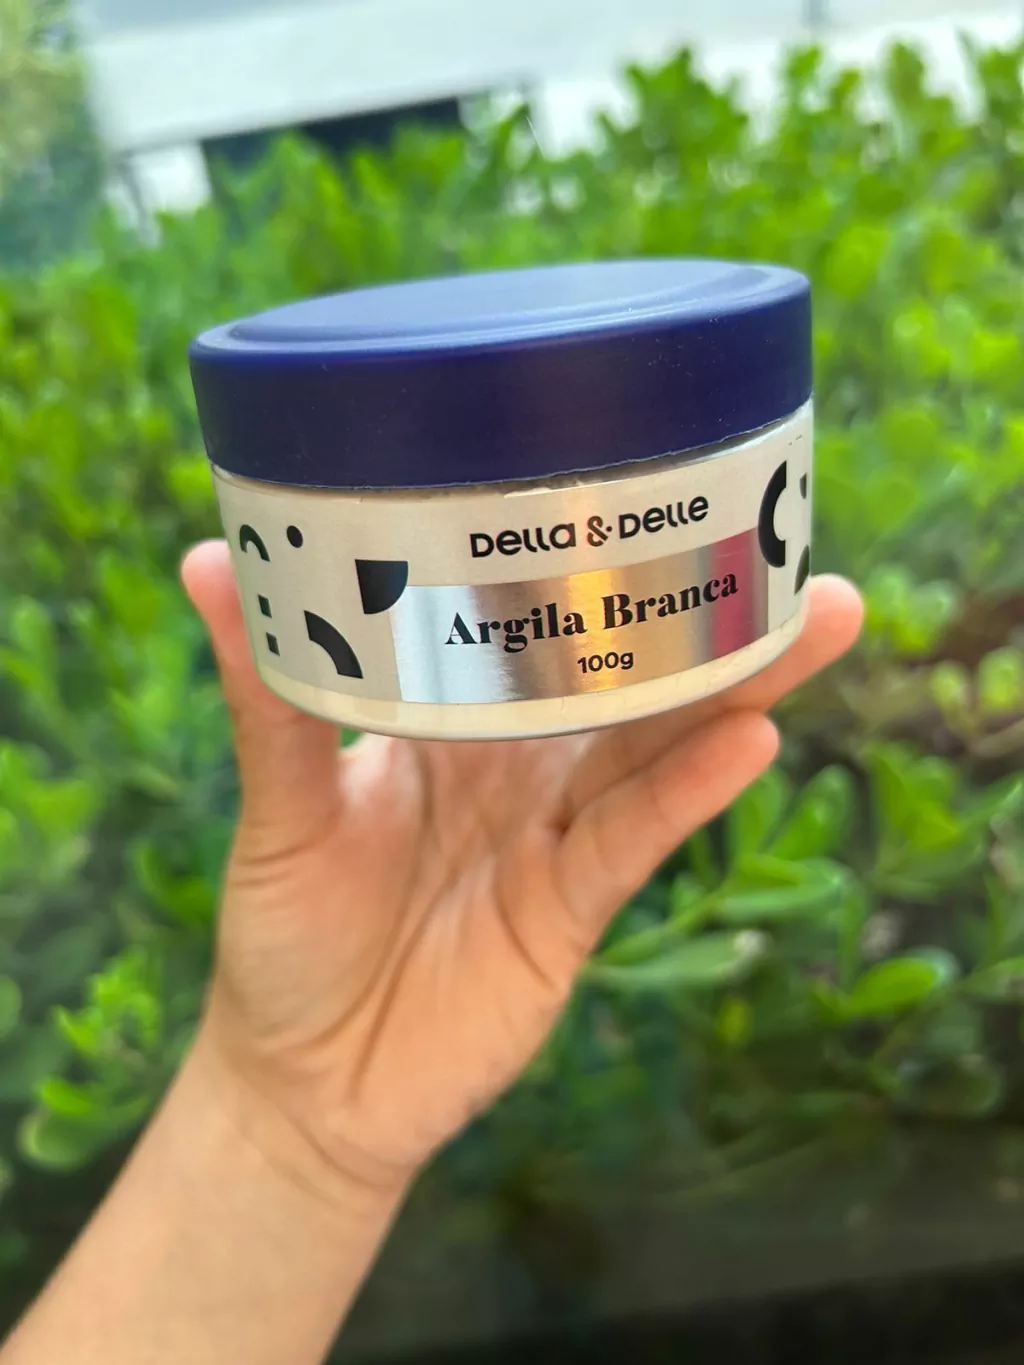 Della & Delle
Argila Branca
100g